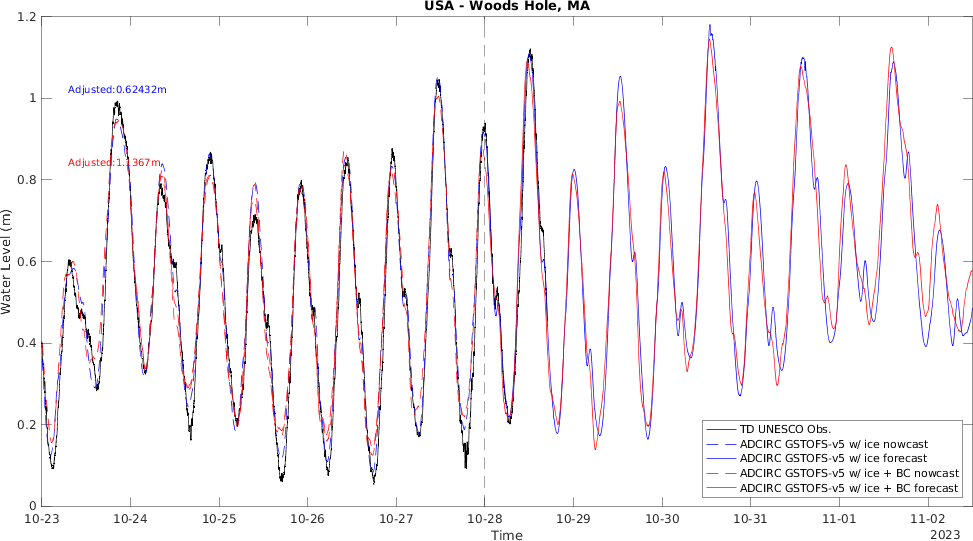 USA - Woods Hole, MA
1.2
1
0.8
0.6
0.4
0.2
0
Water Level (m)
Adjusted:0.62432m
Adjusted:1.1367m
TD UNESCO Obs.
ADCIRC GSTOFS-v5 w/ ice nowcast
ADCIRC GSTOFS-v5 w/ ice forecast
ADCIRC GSTOFS-v5 w/ ice + BC nowcast
ADCIRC GSTOFS-v5 w/ ice + BC forecast
10-23 10-24 10-25 10-26 10-27 10-28 10-29 10-30 10-31 11-01 11-02
Time
2023